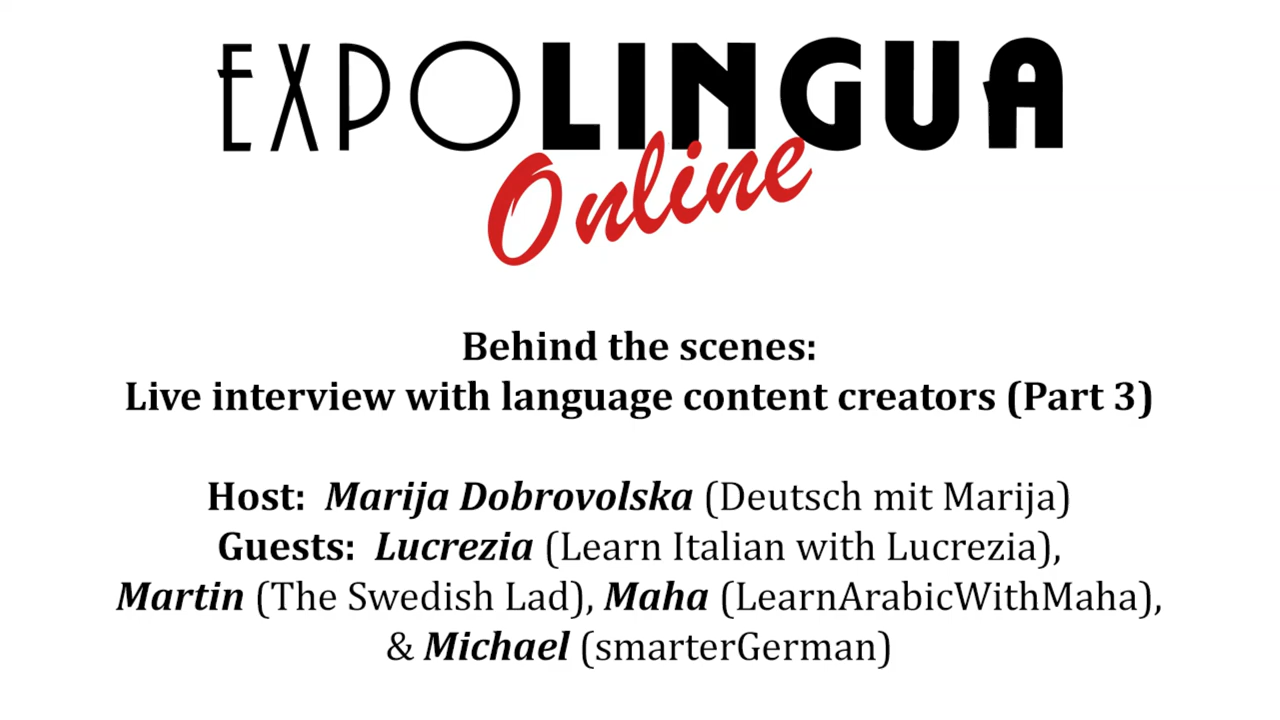 EXPOLINGUA
Online
Behind the scenes:
Live interview with language content creators (Part 3)
Host: Marija Dobrovolska (Deutsch mit Marija)
Guests: Lucrezia (Learn Italian with Lucrezia),
Martin (The Swedish Lad), Maha (LearnArabicWithMaha),
& Michael (smarterGerman)